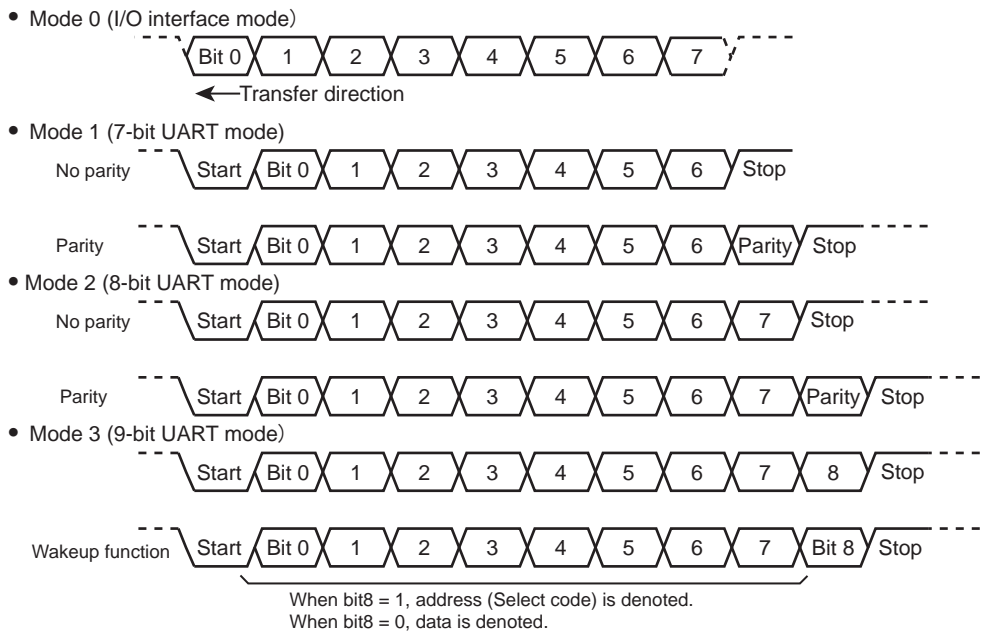 • Mode 0 (I/O interface mode)
Bit 0 1 2 3 4 5 6 7
Transfer direction
• Mode 1 (7-bit UART mode)
No parity Start Bit 0 1 2 3 4 5 6 Stop
Parity Start Bit 0 1 2 3 4 5 6 Parity Stop
• Mode 2 (8-bit UART mode)
No parity Start Bit 0 1 2 3 4 5 6 7 Stop
Parity Start Bit 0 1 2 3 4 5 6 7 Parity Stop
• Mode 3 (9-bit UART mode)
Start Bit 0 1 2 3 4 5 6 7 8 Stop
Wakeup function Start Bit 0 1 2 3 4 5 6 7 Bit 8 Stop
When bit8 = 1, address (Select code) is denoted.
When bit8 = 0, data is denoted.